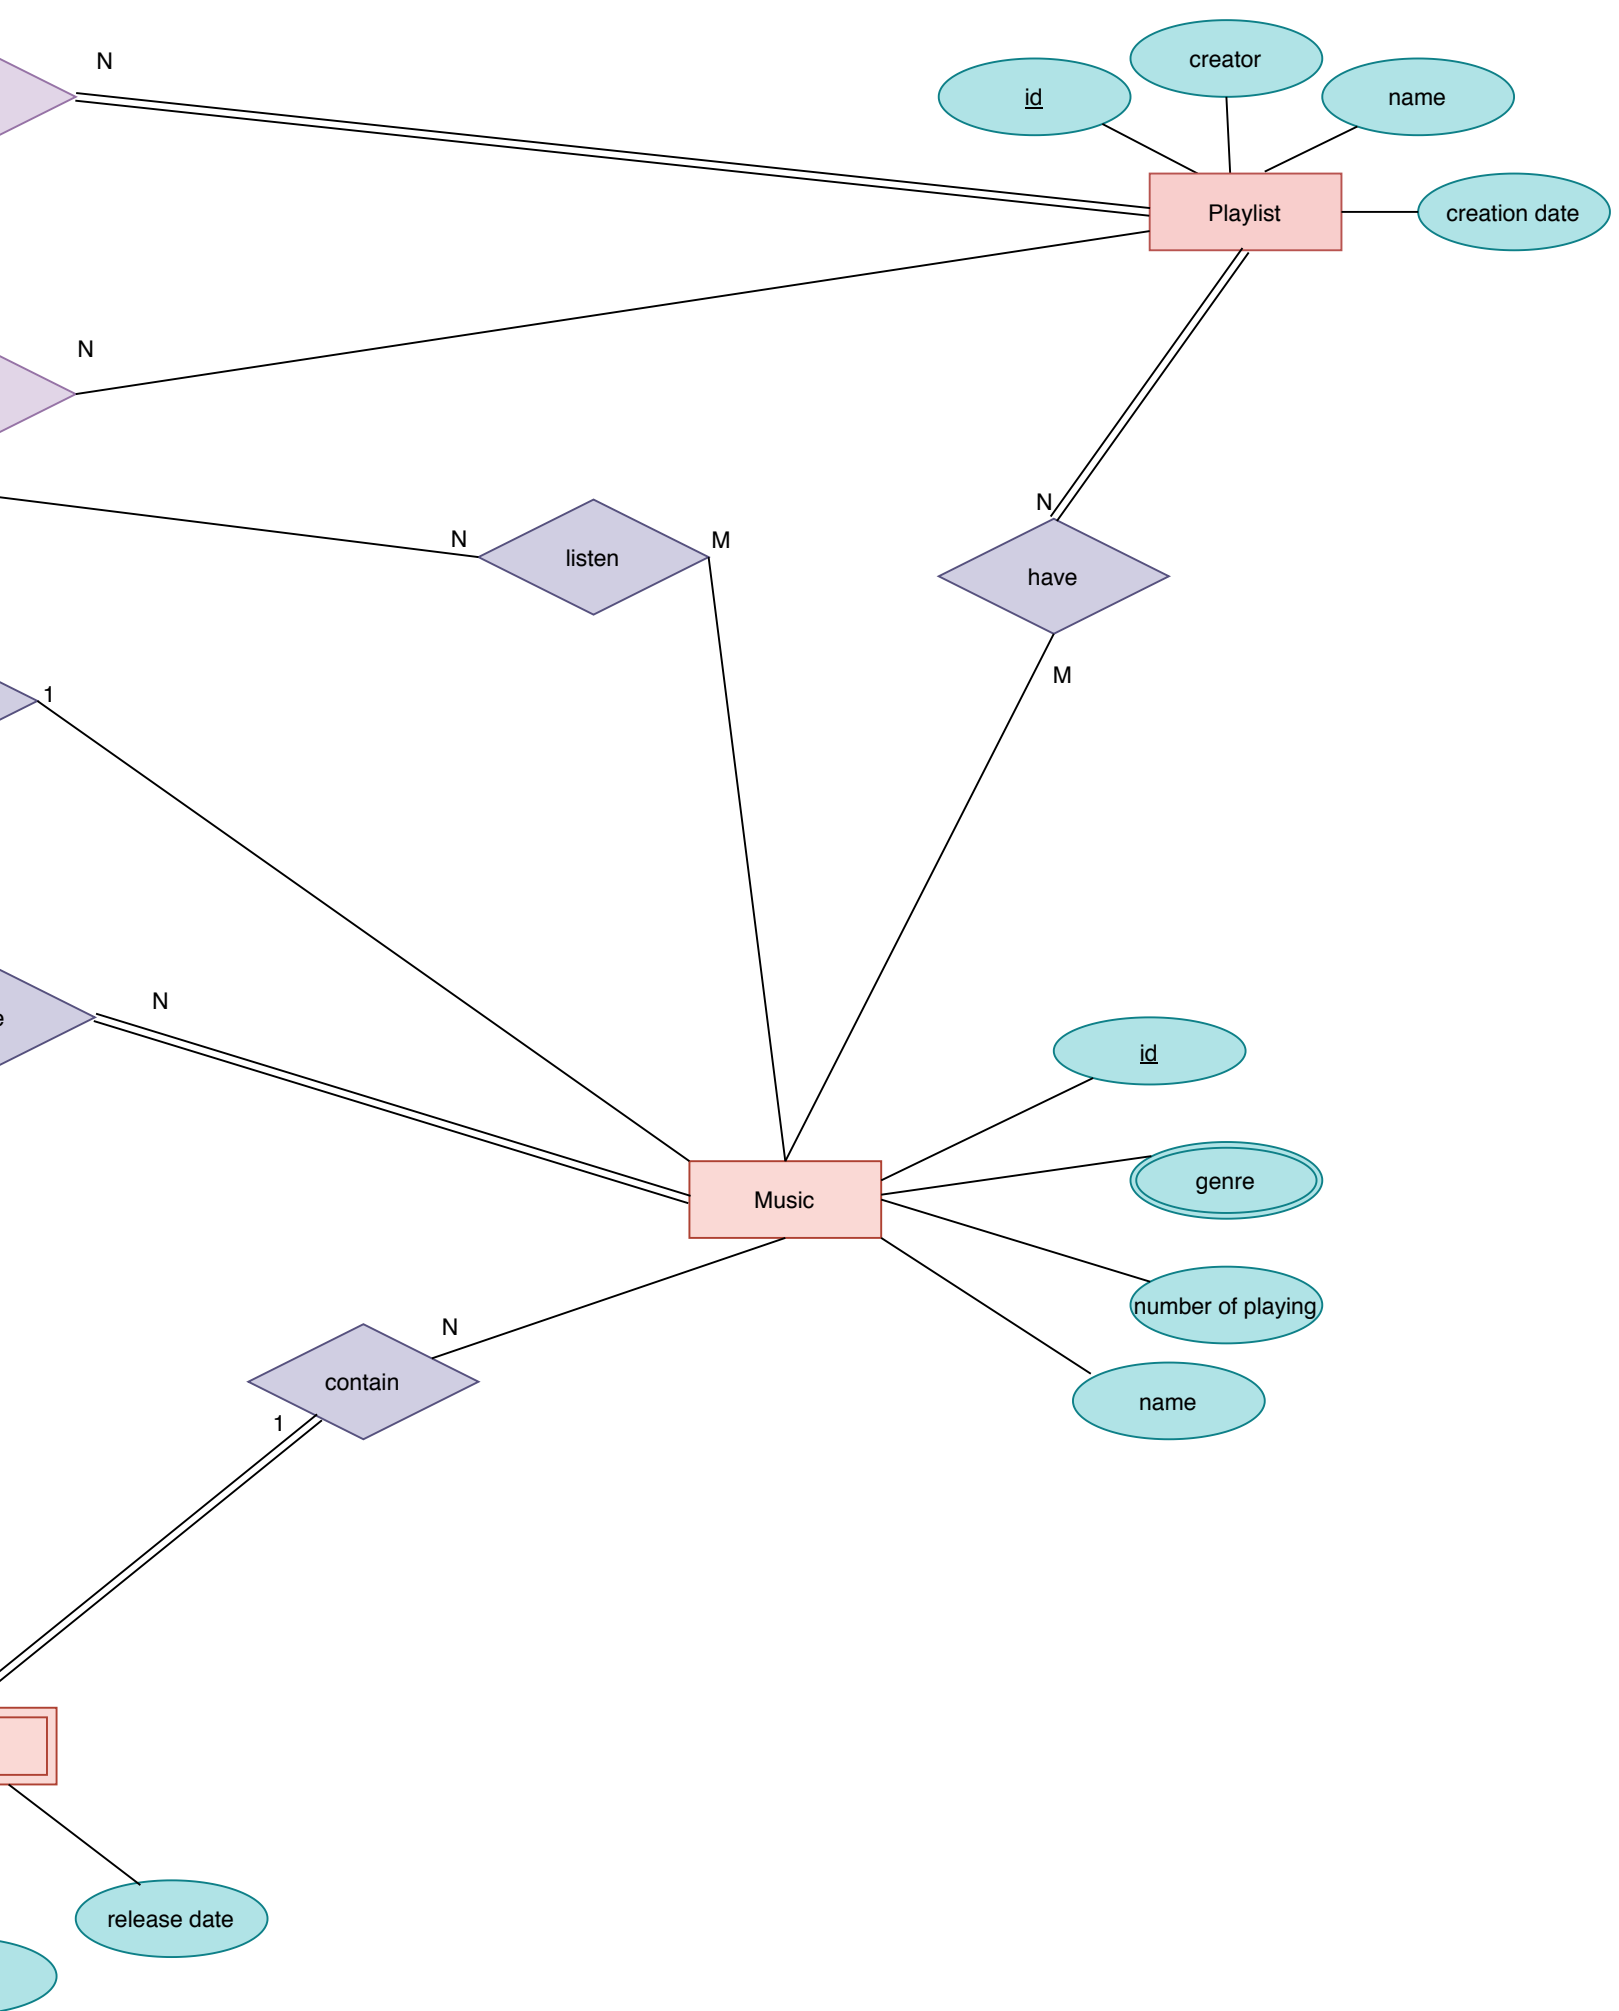 creator
N
id
name
Playlist
creation date
N
N
N
M
listen
have
M
1
N
e
id
genre
Music
number of playing
N
contain
name
1
release date